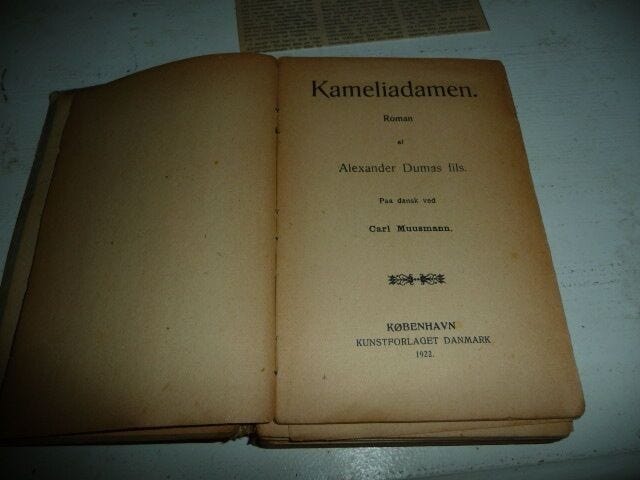 Kameliadamen.
Roman
af
Alexander Dumas fils.
Paa dansk ved
Carl Muusmann.
KØBENHAVN
KUNSTFORLAGET DANMARK
1922.